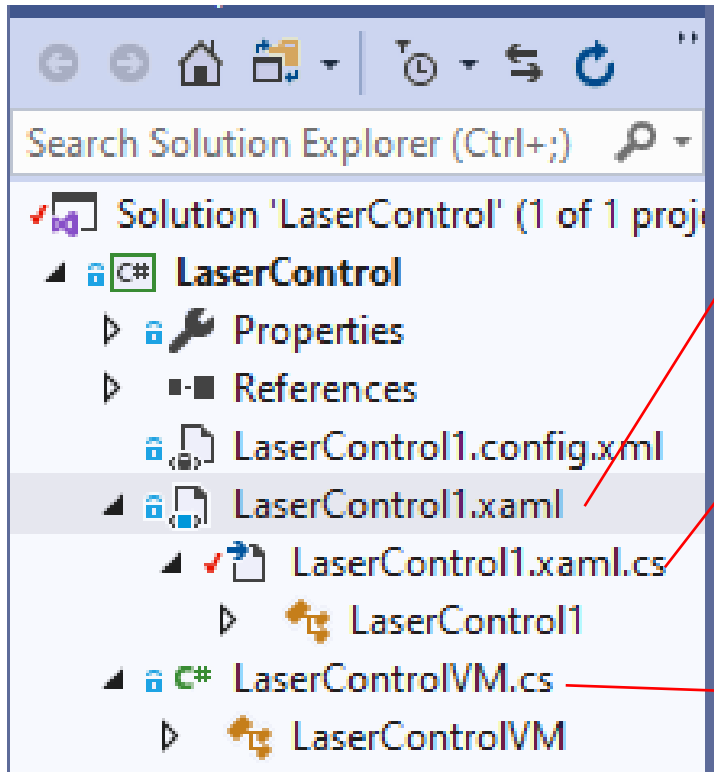 Search Solution Explorer (Ctrl+;)
Solution 'LaserControl' (1 of 1 proj
C# LaserControl
Properties
References
LaserControl1.config.xml
LaserControl1.xaml
LaserControl1.xaml.cs
LaserControl1
C# LaserControlVM.cs
LaserControlVM